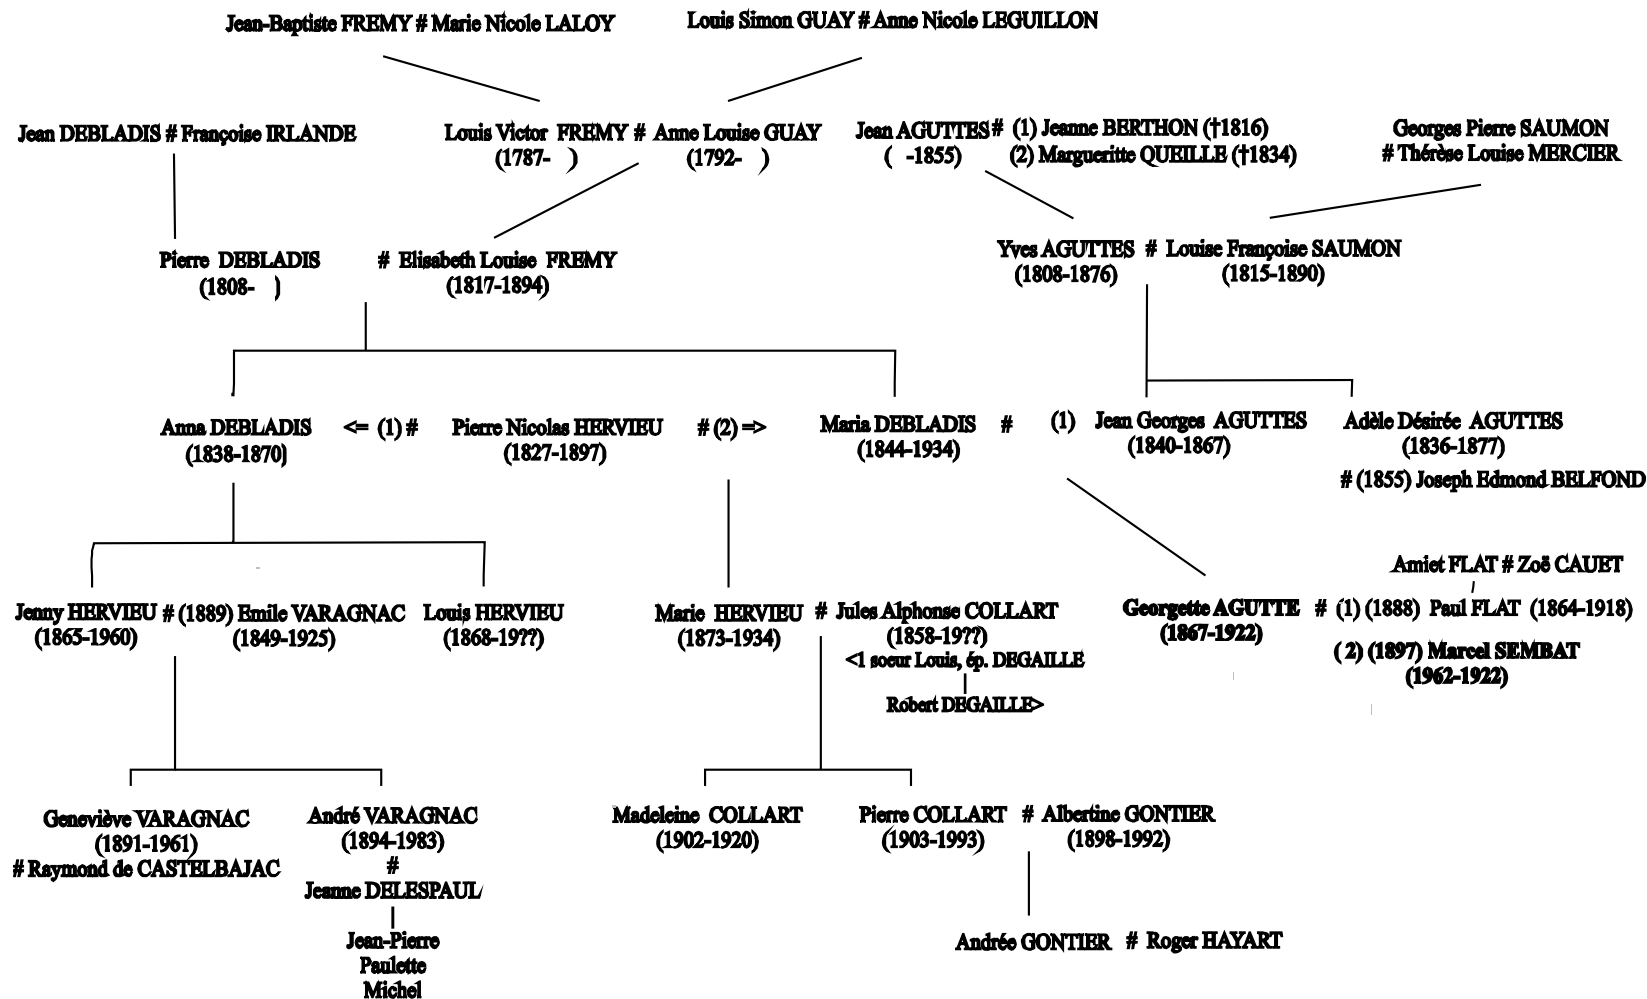 Jean-Baptiste FREMY # Marie Nicole LALOY
Louis Simon GUAY # Anne Nicole LEGUILLON
Jean DEBLADIS # Françoise IRLANDE
Louis Victor FREMY # Anne Louise GUAY
(1787- ) (1792- )
Jean AGUTTES # (1) Jeanne BERTHON (†1816)
( -1855) (2) Margueritte QUEILLE (†1834)
Georges Pierre SAUMON
# Thérèse Louise MERCIER
Pierre DEBLADIS # Elisabeth Louise FREMY
(1808- ) (1817-1894)
Yves AGUTTES # Louise Françoise SAUMON
(1808-1876) (1815-1890)
Anna DEBLADIS <= (1) # Pierre Nicolas HERVIEU # (2) => Maria DEBLADIS # (1) Jean Georges AGUTTES Adèle Désirée AGUTTES
(1838-1870) (1827-1897) (1844-1934) (1840-1867) (1836-1877)
# (1855) Joseph Edmond BELFOND
Amiet FLAT # Zoë CAUET
Jenny HERVIEU # (1889) Emile VARAGNAC Louis HERVIEU
(1865-1960) (1849-1925) (1868-19??)
Marie HERVIEU # Jules Alphonse COLLART
(1873-1934) (1858-19??)
<1 soeur Louis, ép. DEGAILLE
Robert DEGAILLE>
Georgette AGUTTE # (1) (1888) Paul FLAT (1864-1918)
(1867-1922)
( 2) (1897) Marcel SEMBAT
(1962-1922)
Geneviève VARAGNAC
(1891-1961)
# Raymond de CASTELBAJAC
André VARAGNAC
(1894-1983)
#
Jeanne DELESPAUL
Jean-Pierre
Paulette
Michel
Madeleine COLLART
(1902-1920)
Pierre COLLART # Albertine GONTIER
(1903-1993) (1898-1992)
Andrée GONTIER # Roger HAYART